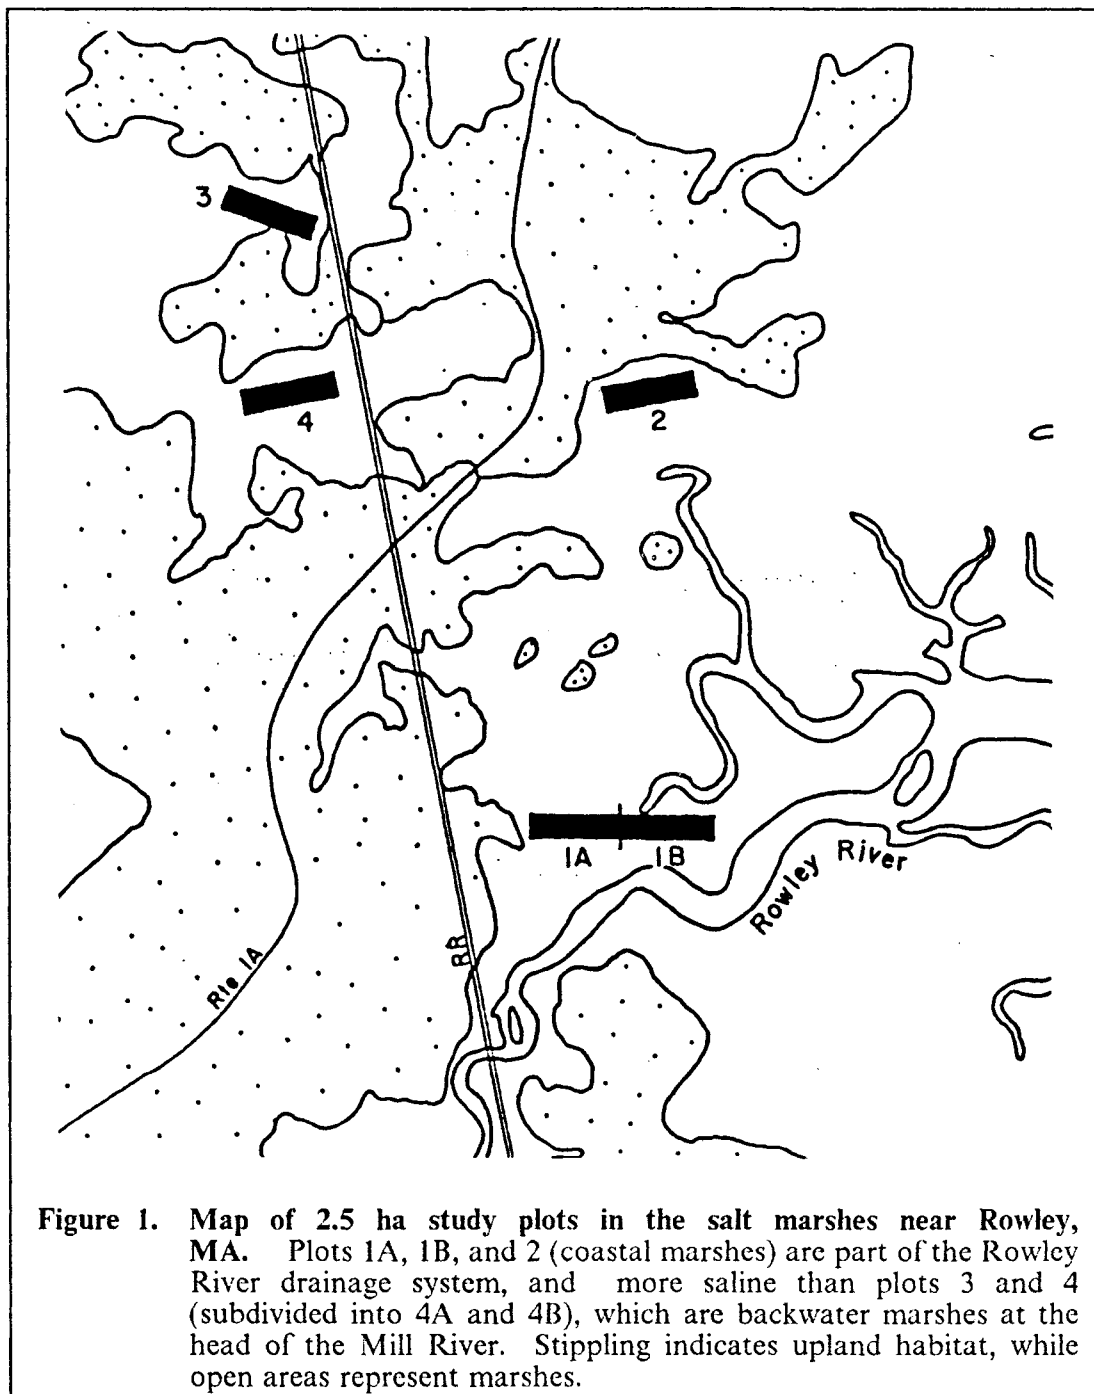 3
4
2
1A
1B
Rowley River
RR
Rte 1A
Figure 1. Map of 2.5 ha study plots in the salt marshes near Rowley,
MA. Plots 1A, 1B, and 2 (coastal marshes) are part of the Rowley
River drainage system, and more saline than plots 3 and 4
(subdivided into 4A and 4B), which are backwater marshes at the
head of the Mill River. Stippling indicates upland habitat, while
open areas represent marshes.